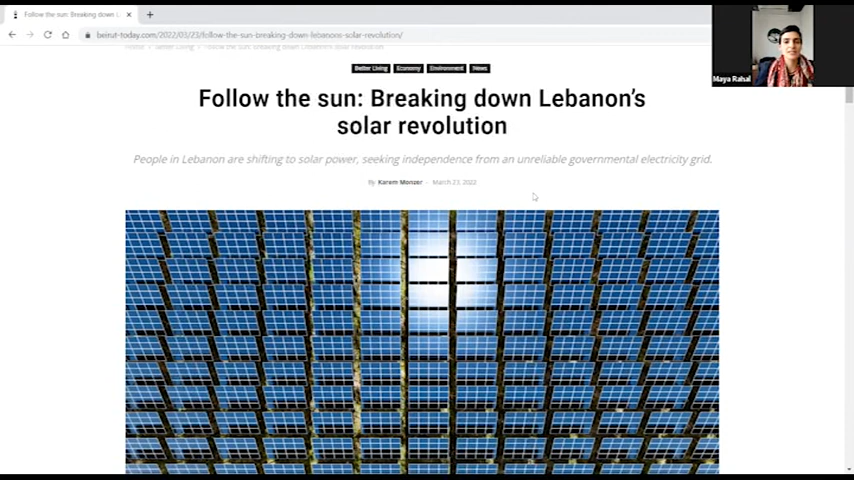 Follow the sun: Breaking down L
beirut-today.com/2022/03/23/follow-the-sun-breaking-down-lebanons-solar-revolution/
Maya Rahal
Better Living Economy Environment News
Follow the sun: Breaking down Lebanon's
solar revolution
People in Lebanon are shifting to solar power, seeking independence from an unreliable governmental electricity grid.
By Karem Monzer - March 23, 2022